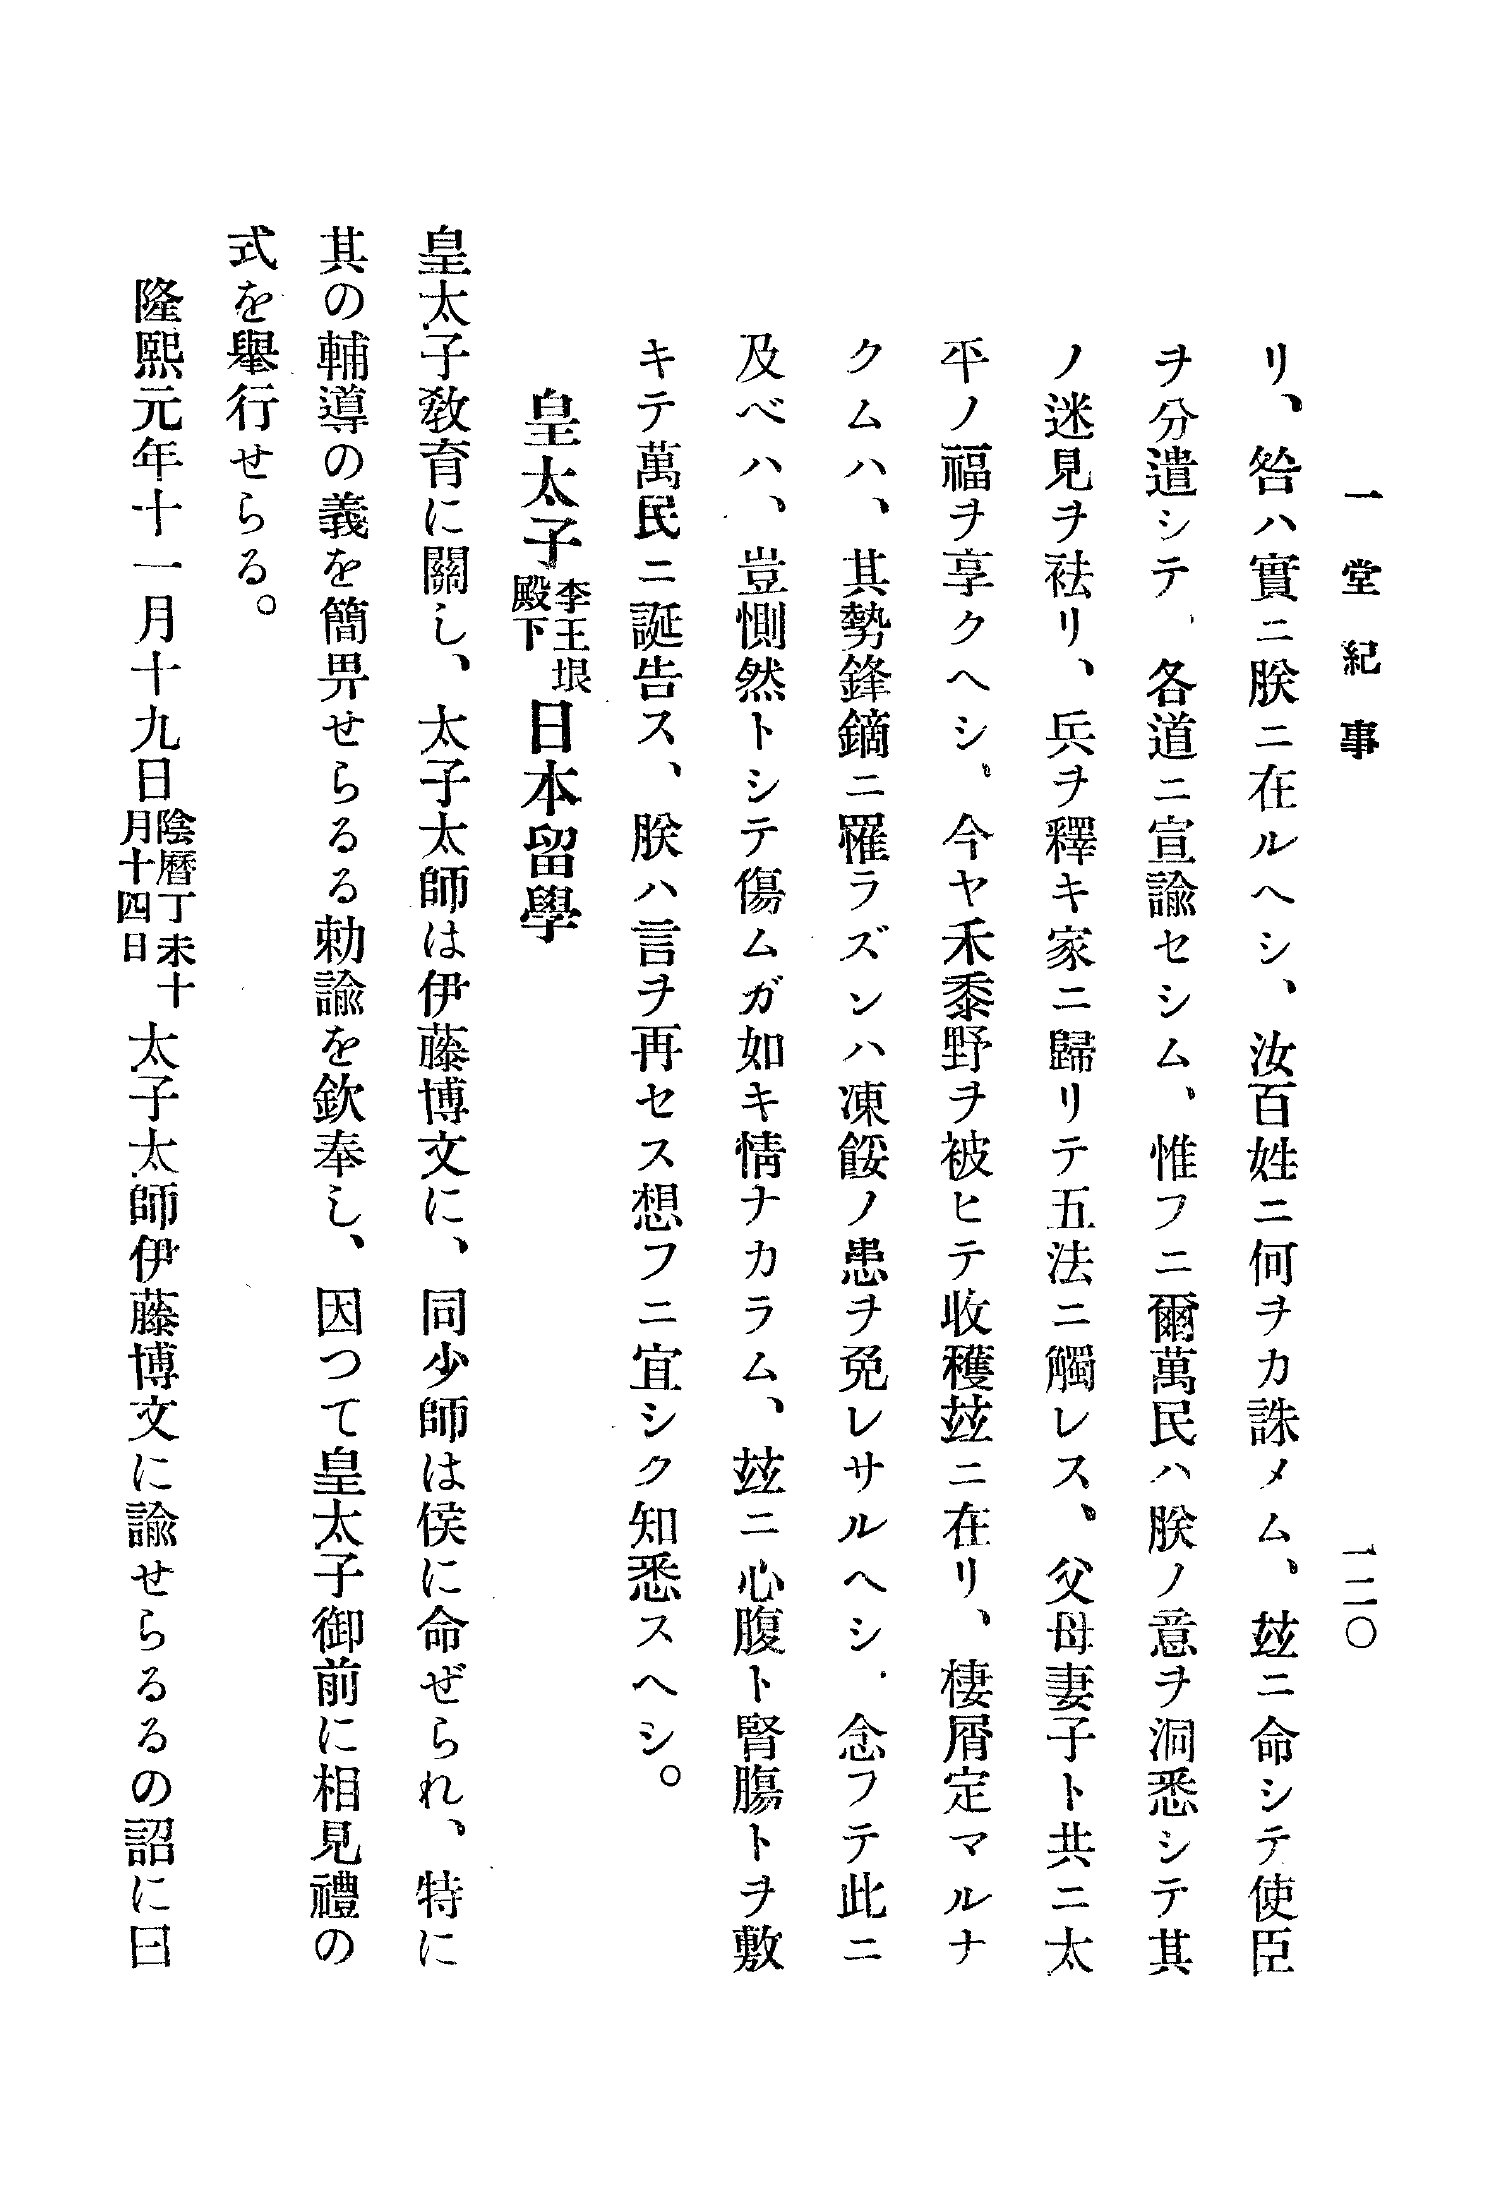 一堂紀事
一二〇
リ、咎ハ實ニ朕ニ在ルヘシ、汝百姓ニ何ヲカ誅メム、玆ニ命シテ使臣
ヲ分遣シテ、各道ニ宣諭セシム、惟フニ爾萬民ハ朕ノ意ヲ洞悉シテ其
ノ迷見ヲ袪リ、兵ヲ釋キ家ニ歸リテ五法ニ觸レス、父母妻子ト共ニ太
平ノ福ヲ享クヘシ、今ヤ禾黍野ヲ被ヒテ收穫玆ニ在リ、棲屑定マルナ
クムハ、其勢鋒鏑ニ罹ラズンハ凍餒ノ患ヲ免レサルヘシ、念フテ此ニ
及ベハ、豈惻然トシテ傷ムガ如キ情ナカラム、玆ニ心腹ト腎膓トヲ敷
キテ萬民ニ誕告ス、朕ハ言ヲ再セス想フニ宜シク知悉スヘシ。
皇太子李王垠殿下日本留學
皇太子教育に關し、太子太師は伊藤博文に、同少師は侯に命ぜられ、特に
其の輔導の義を簡畀せらるる勅諭を欽奉し、因つて皇太子御前に相見禮の
式を擧行せらる。
隆熙元年十一月十九日陰曆丁未十月十四日太子太師伊藤博文に諭せらるるの詔に曰